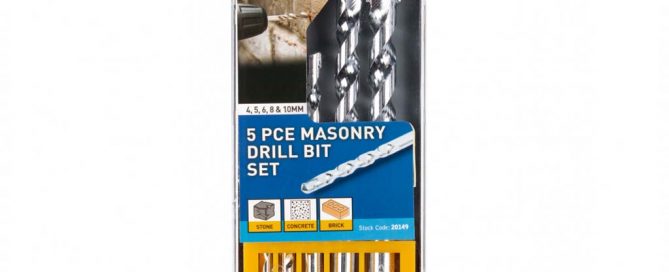 4, 5, 6, 8 & 10MM
5 PCE MASONRY
DRILL BIT
SET
STONE CONCRETE BRICK
Stock Code: 20149